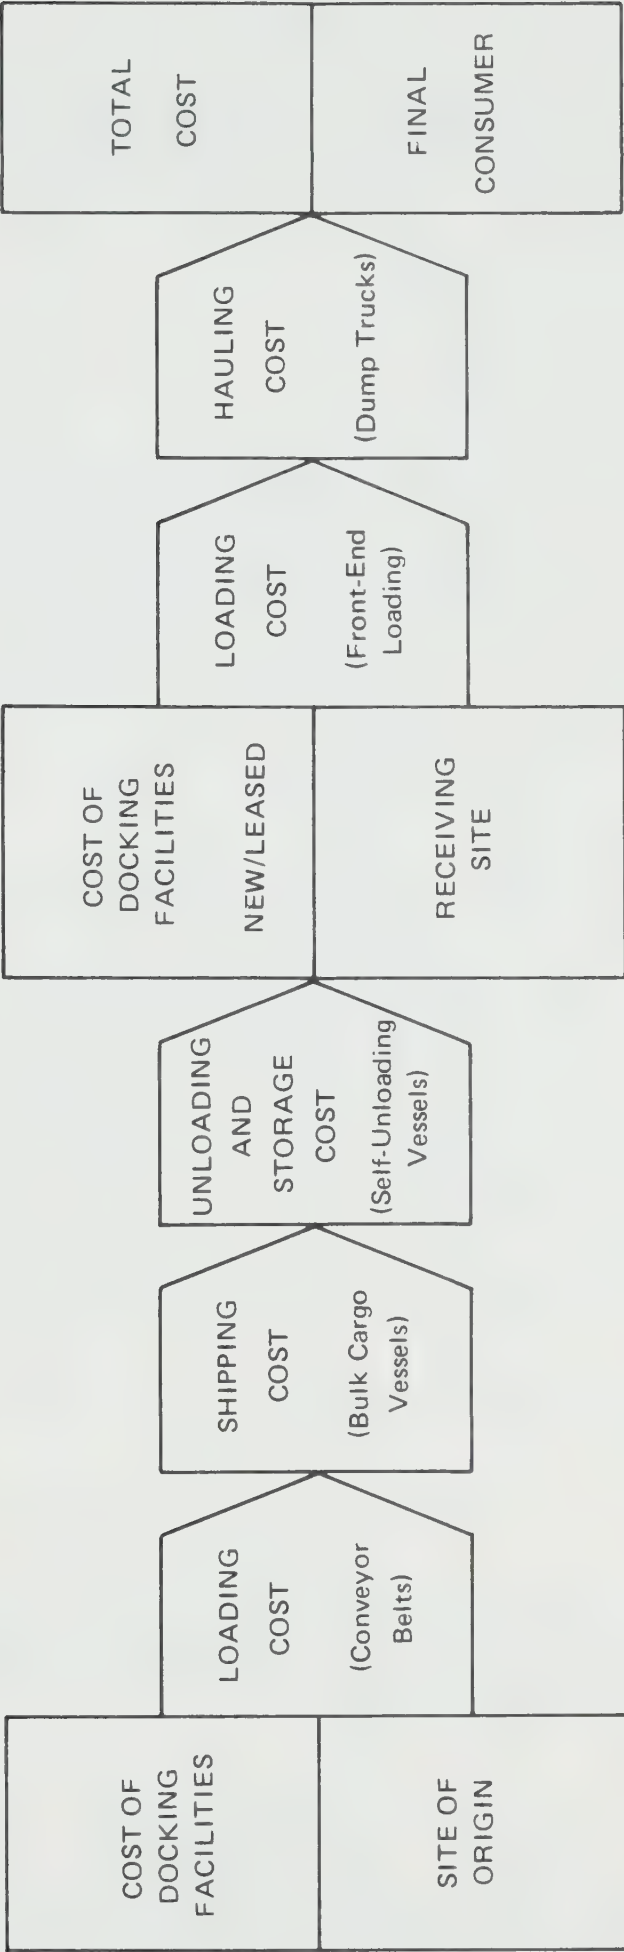 COST OF
DOCKING
FACILITIES
SITE OF
ORIGIN
LOADING
COST
(Conveyor
Belts)
SHIPPING
COST
(Bulk Cargo
Vessels)
UNLOADING
AND
STORAGE
COST
(Self-Unloading
Vessels)
COST OF
DOCKING
FACILITIES
NEW/LEASED
RECEIVING
SITE
LOADING
COST
(Front-End
Loading)
HAULING
COST
(Dump Trucks)
TOTAL
COST
FINAL
CONSUMER